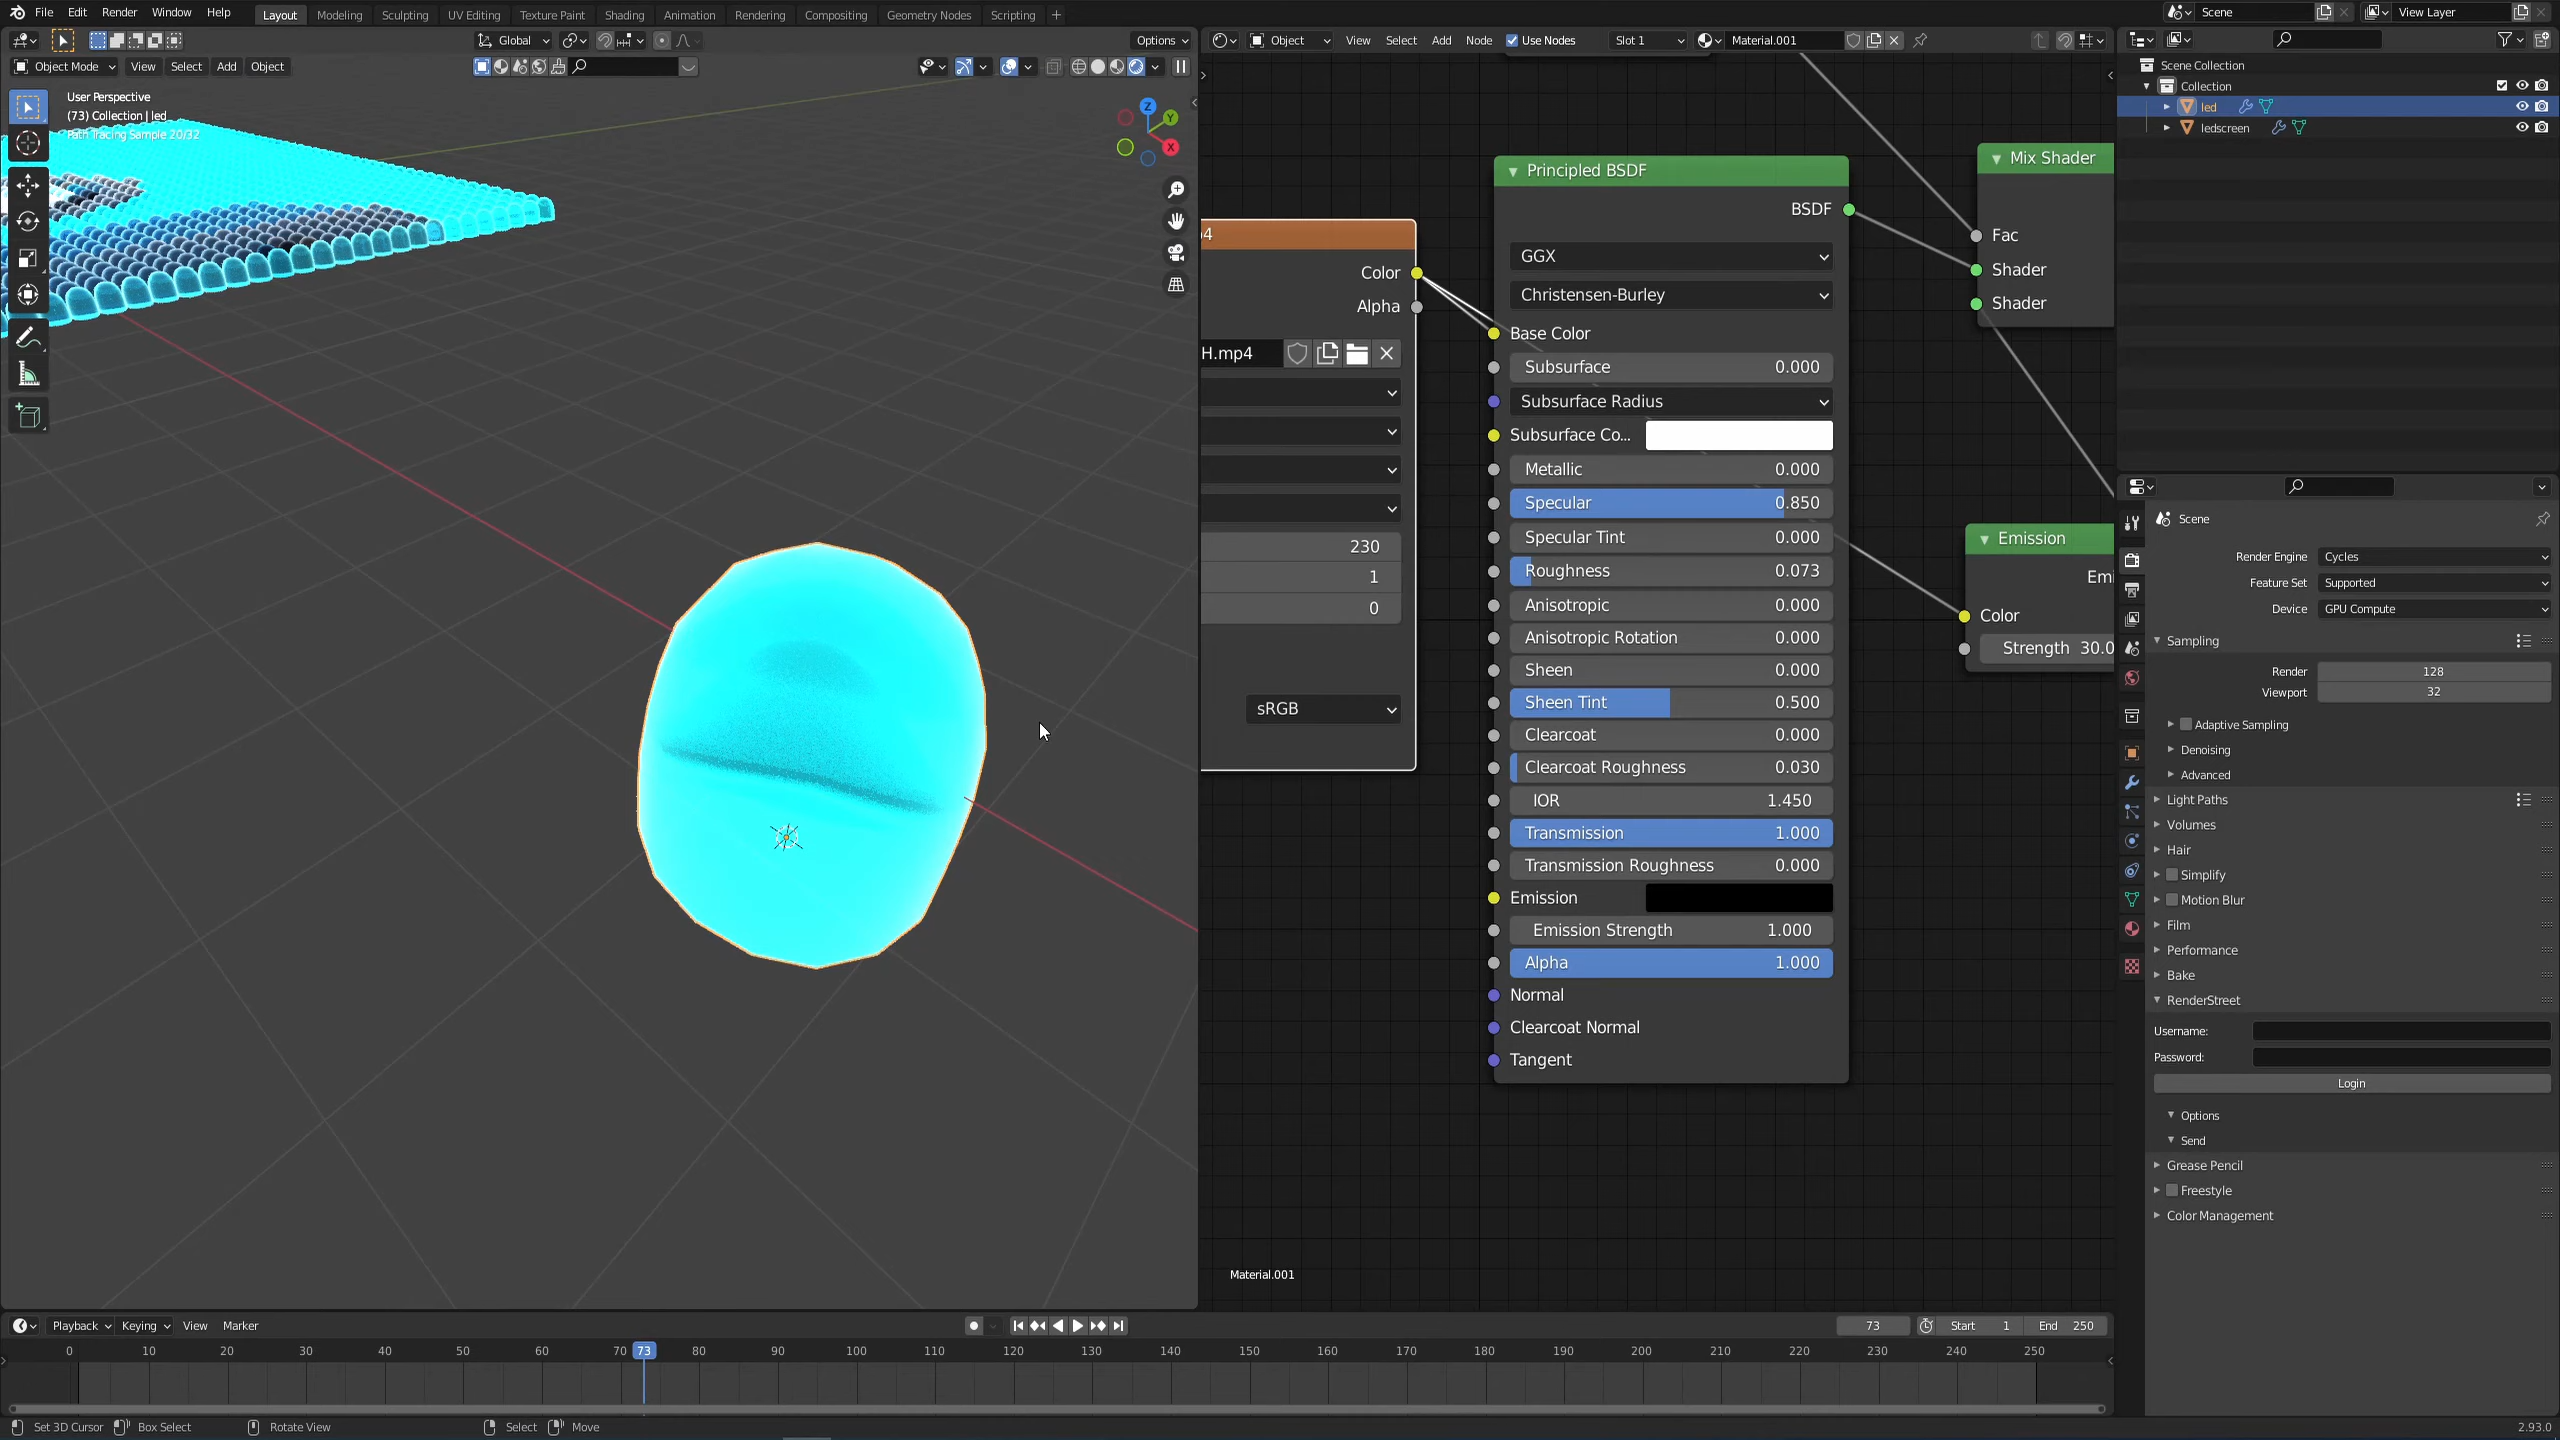 File Edit Render Window Help Layout Modeling Sculpting UV Editing Texture Paint Shading Animation Rendering Compositing Geometry Nodes Scripting + Scene View Layer
Global Options Object View Select Add Node Use Nodes Slot 1 Material.001
Object Mode View Select Add Object
User Perspective
(73) Collection | led
Path Tracing Sample 20/32
Z
Y
X
4
Color
Alpha
H.mp4
230
1
0
sRGB
Principled BSDF
BSDF
GGX
Christensen-Burley
Base Color
Subsurface 0.000
Subsurface Radius
Subsurface Co...
Metallic 0.000
Specular 0.850
Specular Tint 0.000
Roughness 0.073
Anisotropic 0.000
Anisotropic Rotation 0.000
Sheen 0.000
Sheen Tint 0.500
Clearcoat 0.000
Clearcoat Roughness 0.030
IOR 1.450
Transmission 1.000
Transmission Roughness 0.000
Emission
Emission Strength 1.000
Alpha 1.000
Normal
Clearcoat Normal
Tangent
Mix Shader
Fac
Shader
Shader
Emission
Emi
Color
Strength 30.0
Material.001
Scene Collection
Collection
led
ledscreen
Scene
Render Engine Cycles
Feature Set Supported
Device GPU Compute
Sampling
Render 128
Viewport 32
Adaptive Sampling
Denoising
Advanced
Light Paths
Volumes
Hair
Simplify
Motion Blur
Film
Performance
Bake
RenderStreet
Username:
Password:
Login
Options
Send
Grease Pencil
Freestyle
Color Management
Playback Keying View Marker 73 Start 1 End 250
0 10 20 30 40 50 60 70 73 80 90 100 110 120 130 140 150 160 170 180 190 200 210 220 230 240 250
Set 3D Cursor Box Select Rotate View Select Move 2.93.0